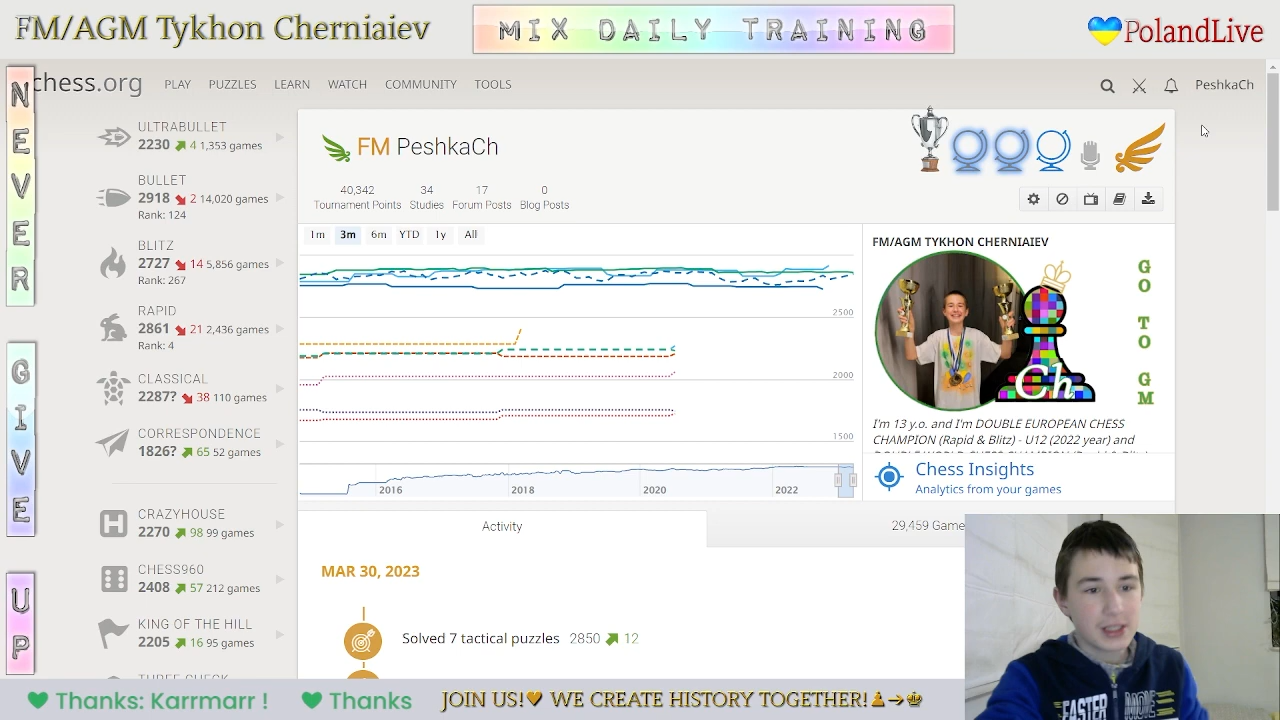 FM/AGM Tykhon Cherniaiev
MIX DAILY TRAINING
PolandLive
NEVER
GIVE
UP
chess.org
PLAY PUZZLES LEARN WATCH COMMUNITY TOOLS
PeshkaCh
ULTRABULLET
2230 4 1,353 games
BULLET
2918 2 14,020 games
Rank: 124
BLITZ
2727 14 5,856 games
Rank: 267
RAPID
2861 21 2,436 games
Rank: 4
CLASSICAL
2287? 38 110 games
CORRESPONDENCE
1826? 65 52 games
CRAZYHOUSE
2270 98 99 games
CHESS960
2408 57 212 games
KING OF THE HILL
2205 16 95 games
THREE CHECK
FM PeshkaCh
40,342 34 17 0
Tournament Points Studies Forum Posts Blog Posts
1m 3m 6m YTD 1y All
2500
2000
1500
2016 2018 2020 2022
FM/AGM TYKHON CHERNIAIEV
Ch
GO
TO
GM
I'm 13 y.o. and I'm DOUBLE EUROPEAN CHESS
CHAMPION (Rapid & Blitz) - U12 (2022 year) and
Chess Insights
Analytics from your games
Activity
29,459 Game
MAR 30, 2023
Solved 7 tactical puzzles 2850 12
FASTER
Thanks: Karrmarr !
Thanks
JOIN US! WE CREATE HISTORY TOGETHER!